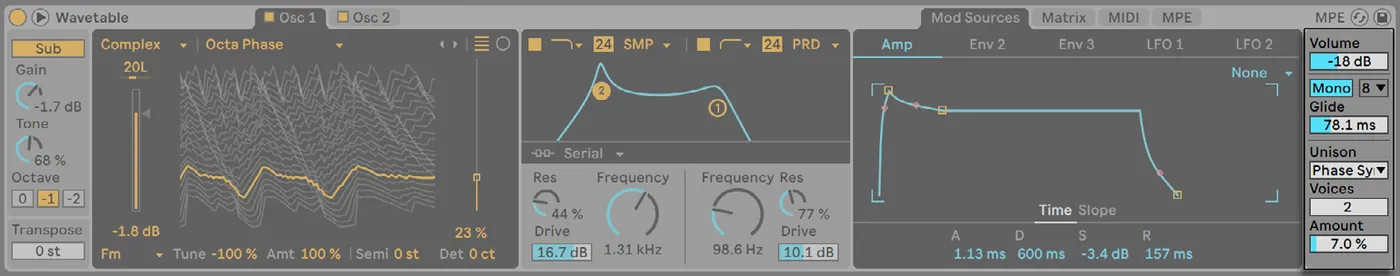 Wavetable Osc 1 Osc 2 Mod Sources Matrix MIDI MPE MPE
Sub
Gain
-1.7 dB
Tone
68 %
Octave
0 -1 -2
Transpose
0 st
Complex Octa Phase
20L
-1.8 dB
23 %
Fm Tune -100 % Amt 100 % Semi 0 st Det 0 ct
24 SMP 24 PRD
2
1
Serial
Res Frequency Frequency Res
44 % 77 %
Drive Drive
16.7 dB 1.31 kHz 98.6 Hz 10.1 dB
Amp Env 2 Env 3 LFO 1 LFO 2
None
Time Slope
A D S R
1.13 ms 600 ms -3.4 dB 157 ms
Volume
-18 dB
Mono 8
Glide
78.1 ms
Unison
Phase Sy
Voices
2
Amount
7.0 %